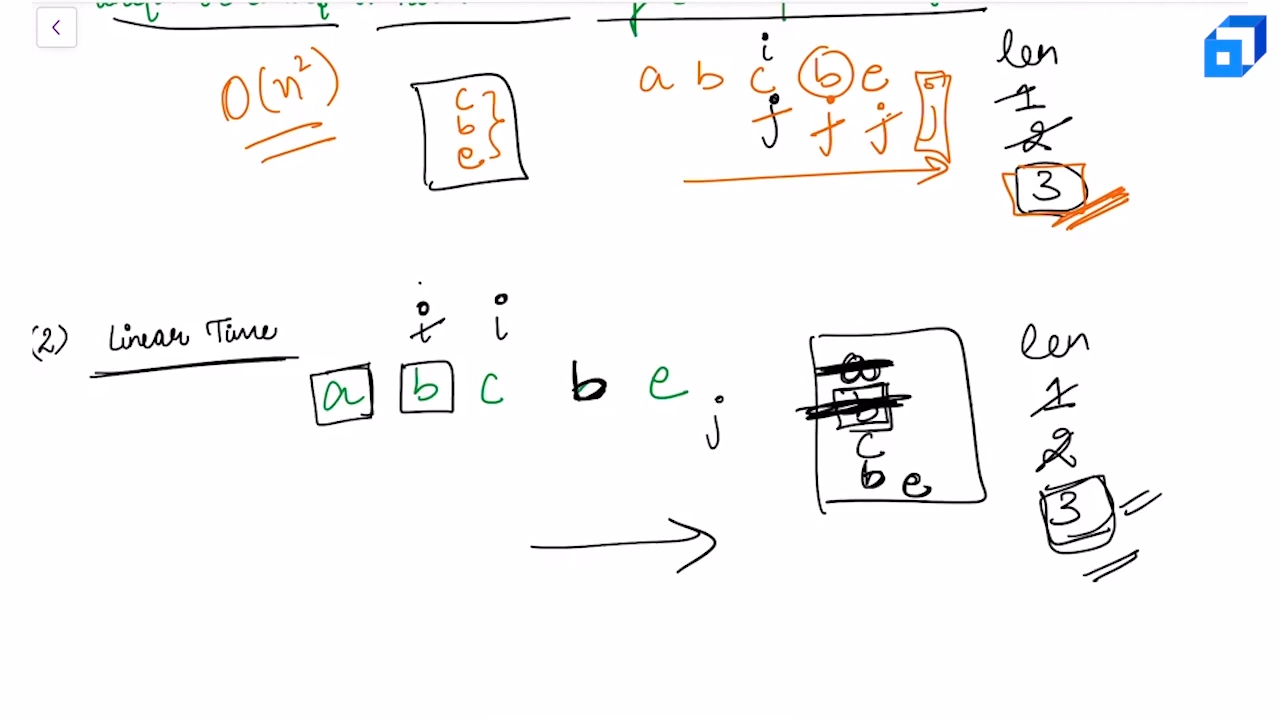 O(n²)
c
b
e
i
a b c b e
j j j j
len
1
2
3
(2) Linear Time
i i
a b c b e
j
a
b
c
b e
len
1
2
3